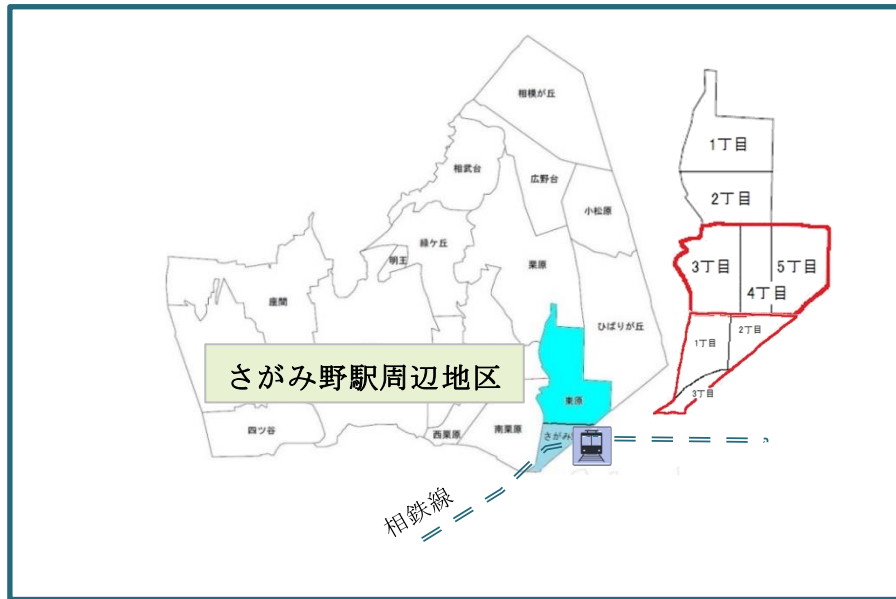 相模が丘
1丁目
相武台
広野台
2丁目
小松原
緑ケ丘
明王
栗原
3丁目
5丁目
4丁目
座間
ひばりが丘
1丁目
2丁目
さがみ野駅周辺地区
3丁目
東原
四ツ谷
西栗原
南栗原
さがみ
相鉄線